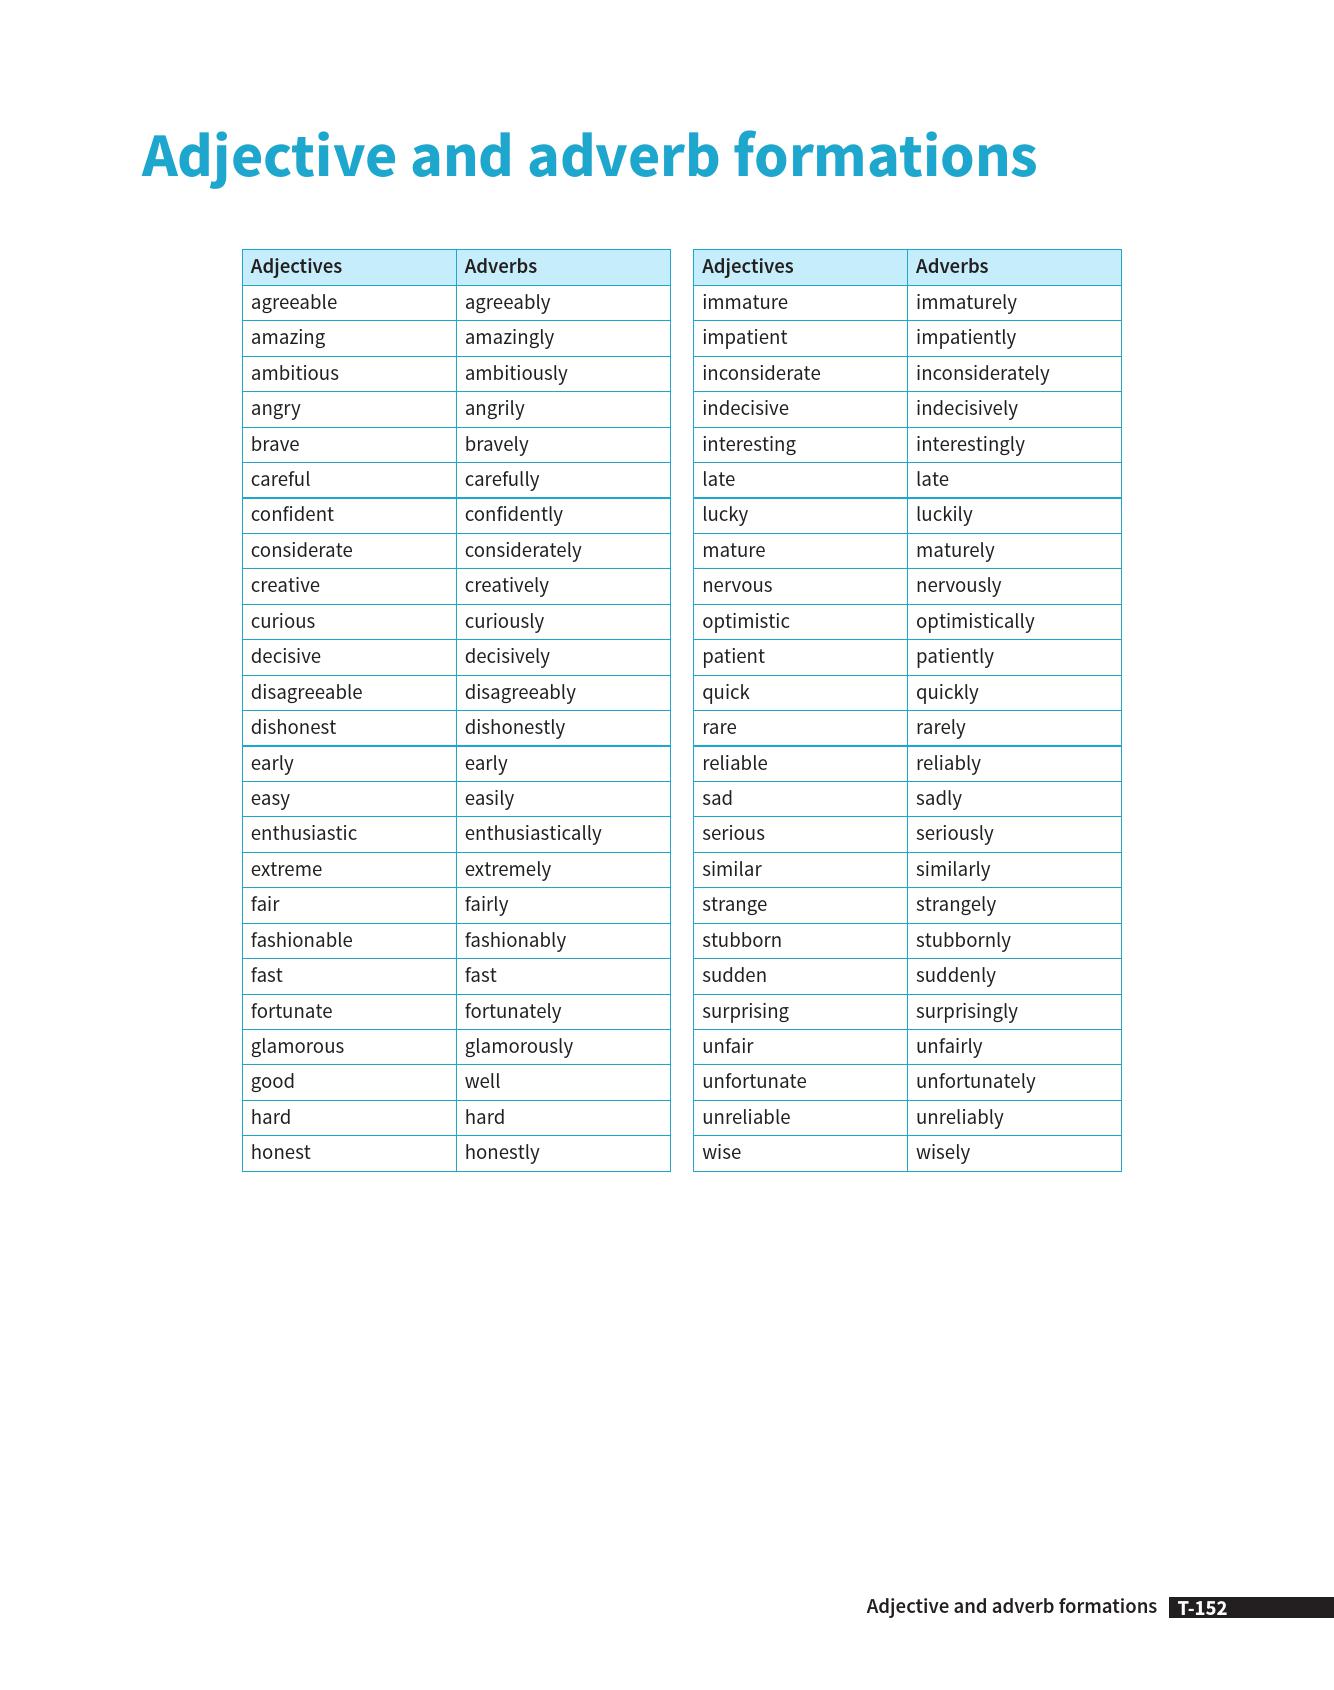 Adjective and adverb formations
Adjectives Adverbs
agreeable agreeably
amazing amazingly
ambitious ambitiously
angry angrily
brave bravely
careful carefully
confident confidently
considerate considerately
creative creatively
curious curiously
decisive decisively
disagreeable disagreeably
dishonest dishonestly
early early
easy easily
enthusiastic enthusiastically
extreme extremely
fair fairly
fashionable fashionably
fast fast
fortunate fortunately
glamorous glamorously
good well
hard hard
honest honestly
Adjectives Adverbs
immature immaturely
impatient impatiently
inconsiderate inconsiderately
indecisive indecisively
interesting interestingly
late late
lucky luckily
mature maturely
nervous nervously
optimistic optimistically
patient patiently
quick quickly
rare rarely
reliable reliably
sad sadly
serious seriously
similar similarly
strange strangely
stubborn stubbornly
sudden suddenly
surprising surprisingly
unfair unfairly
unfortunate unfortunately
unreliable unreliably
wise wisely
Adjective and adverb formations T-152